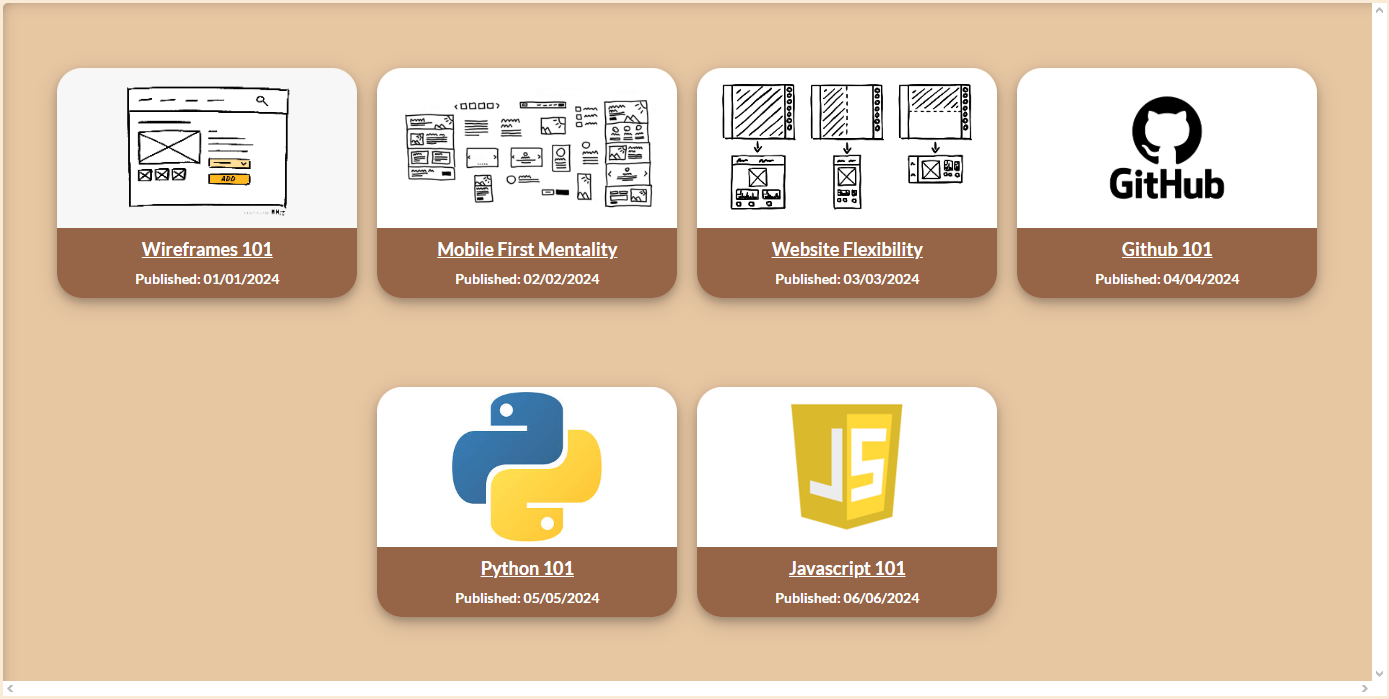 ADD
GitHub
Wireframes 101
Published: 01/01/2024
Mobile First Mentality
Published: 02/02/2024
Website Flexibility
Published: 03/03/2024
Github 101
Published: 04/04/2024
JS
Python 101
Published: 05/05/2024
Javascript 101
Published: 06/06/2024